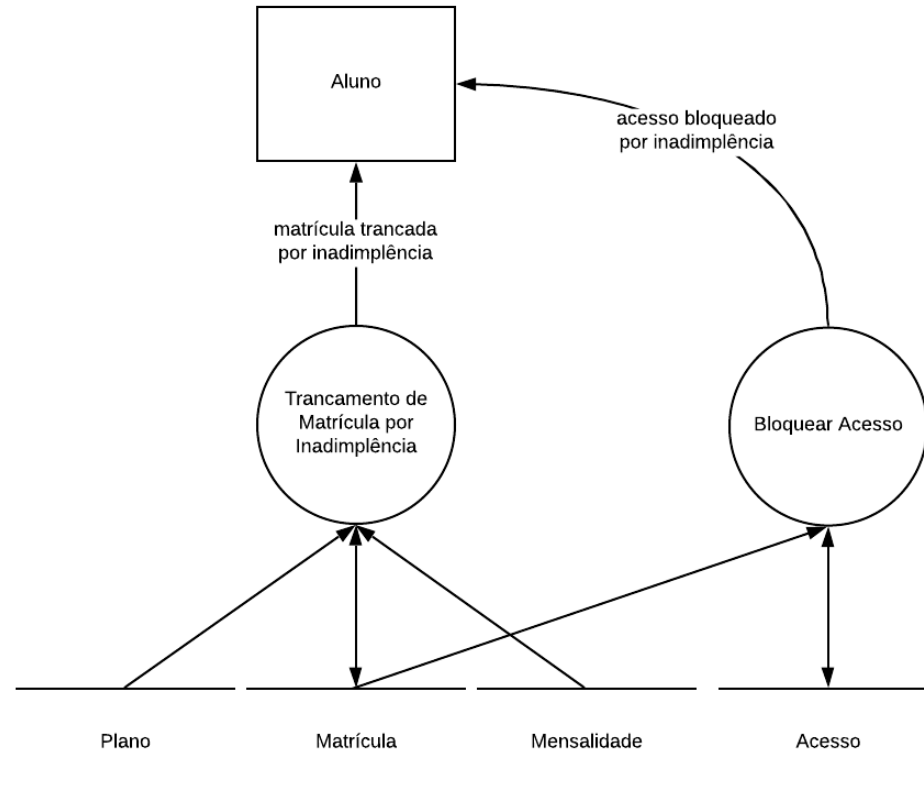 Aluno
acesso bloqueado
por inadimplência
matrícula trancada
por inadimplência
Trancamento de
Matrícula por
Inadimplência
Bloquear Acesso
Plano
Matrícula
Mensalidade
Acesso